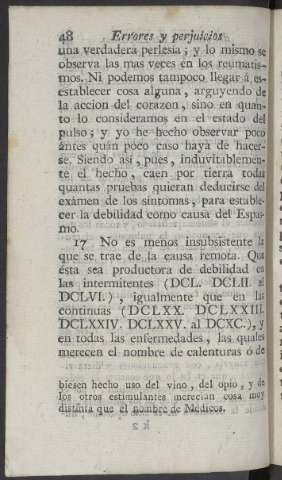 48 Errores y perjuicios
una verdadera perlesia; y lo mismo se
observa las mas veces en los reumatis-
mos. Ni podemos tampoco llegar á es-
establecer cosa alguna, arguyendo de
la accion del corazon, sino en quan-
to lo consideramos en el estado del
pulso; y yo he hecho observar poco
ántes quán poco caso haya de hacer-
se. Siendo asi, pues, induvitablemen-
te el hecho, caen por tierra todas
quantas pruebas quieran deducirse del
exâmen de los síntomas, para estable-
cer la debilidad como causa del Espas-
mo.
17 No es menos insubsistente la
que se trae de la causa remota. Que
ésta sea productora de debilidad en
las intermitentes (DCL. DCLII. al
DCLVI.), igualmente que en las
continuas (DCLXX. DCLXXIII.
DCLXXIV. DCLXXV. al DCXC.), y
en todas las enfermedades, las quales
merecen el nombre de calenturas ó de
biesen hecho uso del vino, del opio, y de
los otros estimulantes merecian cosa muy
distinta que el nombre de Médicos.